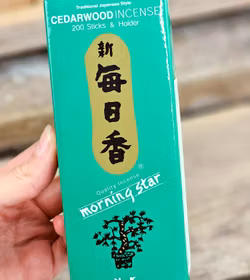 Traditional Japanese Style
CEDARWOOD INCENSE
200 Sticks & Holder
新
毎
日
香
®
Quality Incense
morning star